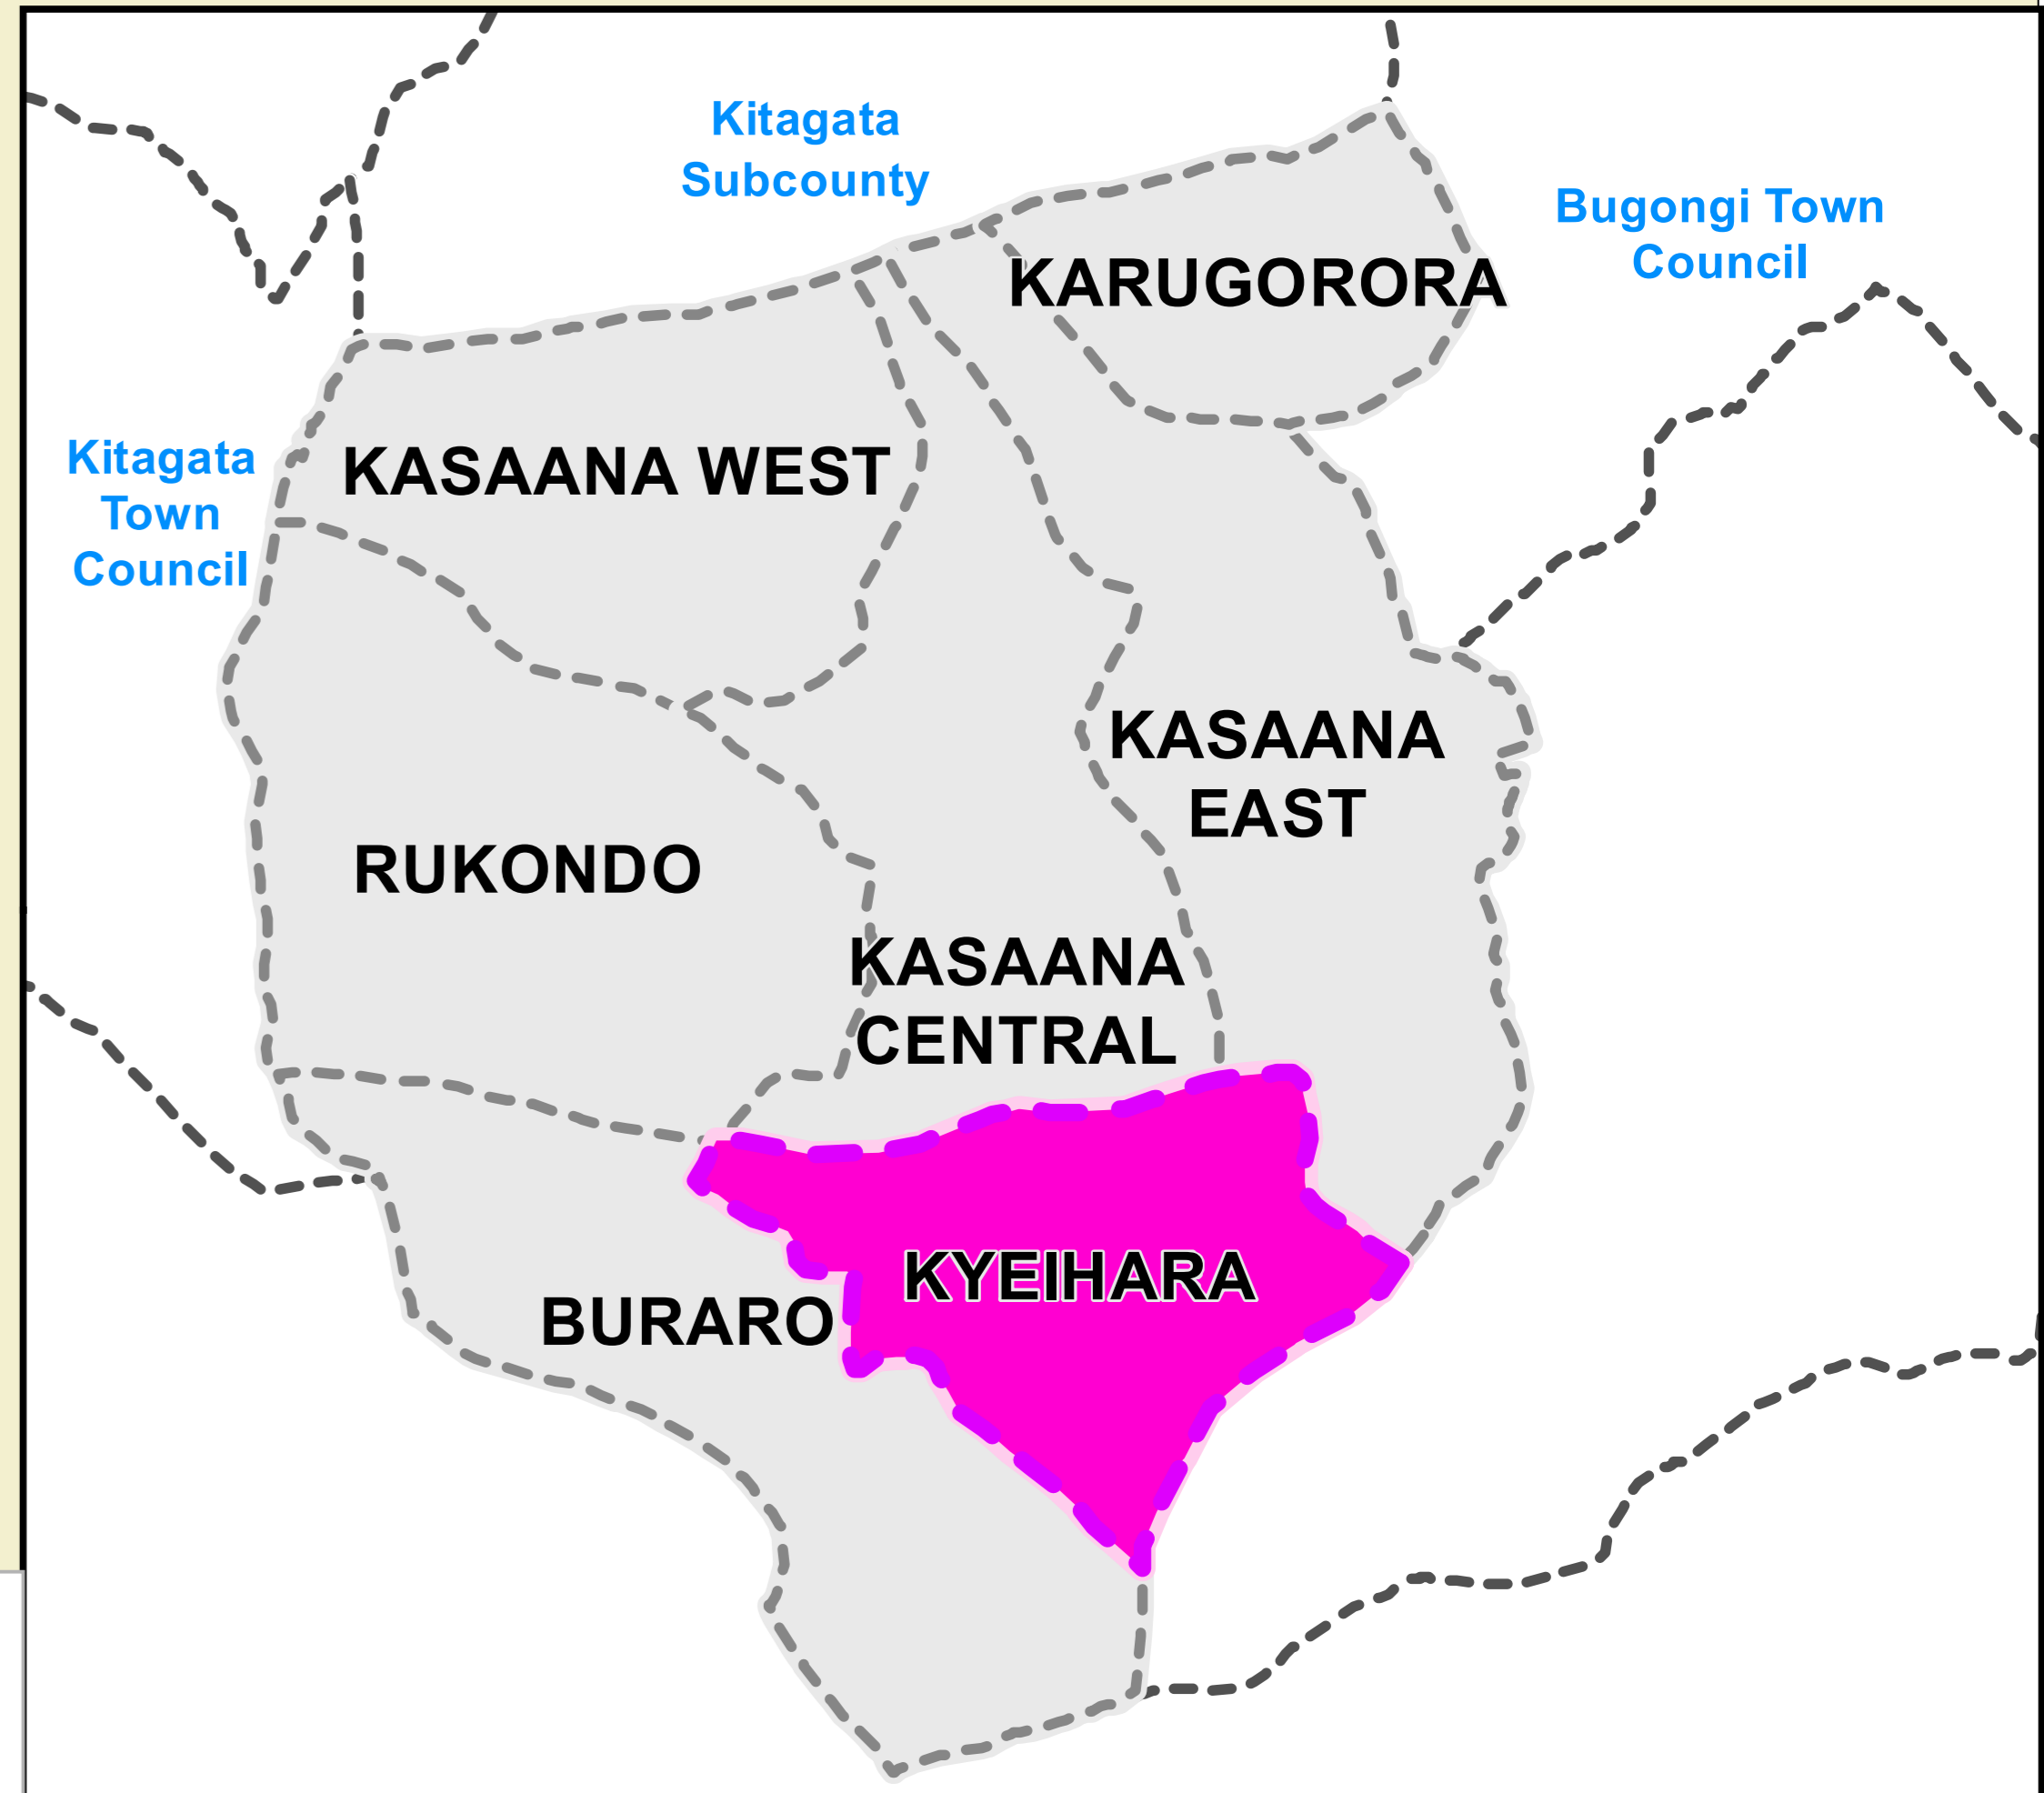 Kitagata
Subcounty
Bugongi Town
Council
KARUGORORA
Kitagata
Town
Council
KASAANA WEST
KASAANA
EAST
RUKONDO
KASAANA
CENTRAL
KYEIHARA
BURARO